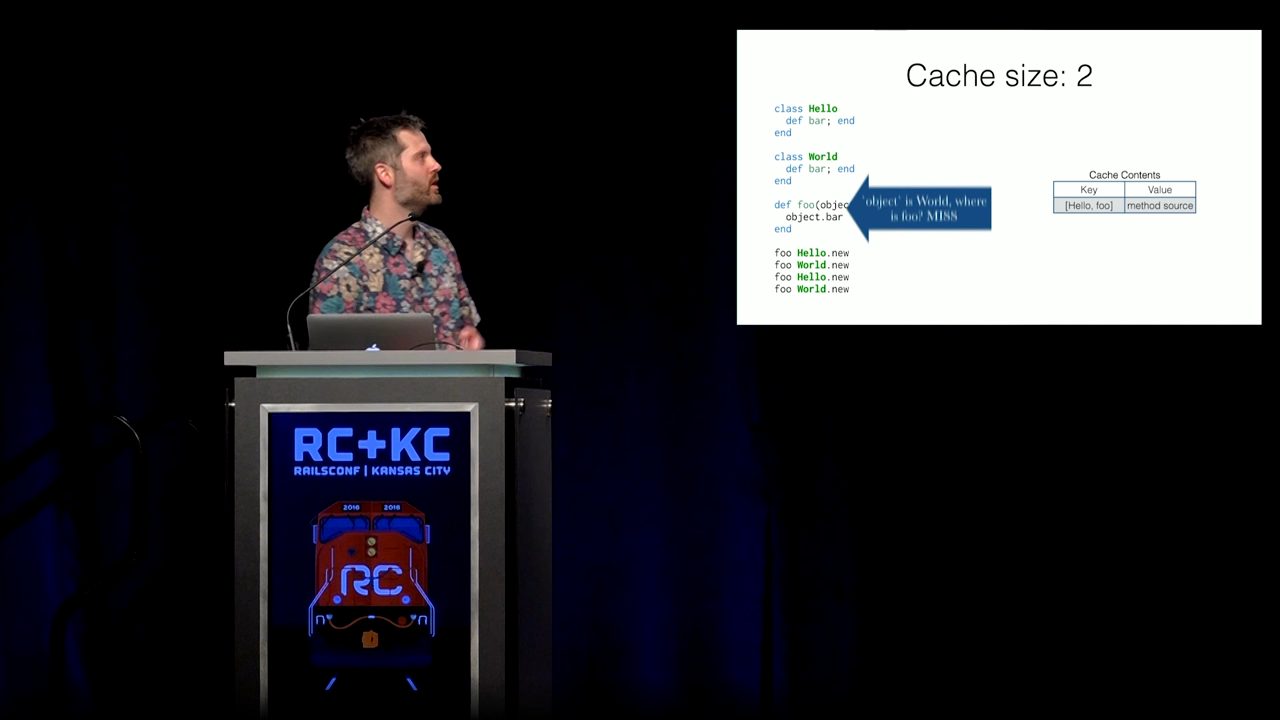 Cache size: 2
class Hello
def bar; end
end
class World
def bar; end
end
def foo(objec
object.bar
end
foo Hello.new
foo World.new
foo Hello.new
foo World.new
'object' is World, where
is foo? MISS
Cache Contents
Key Value
[Hello, foo] method source
RC+KC
RAILSCONF | KANSAS CITY
2016 2016
RC